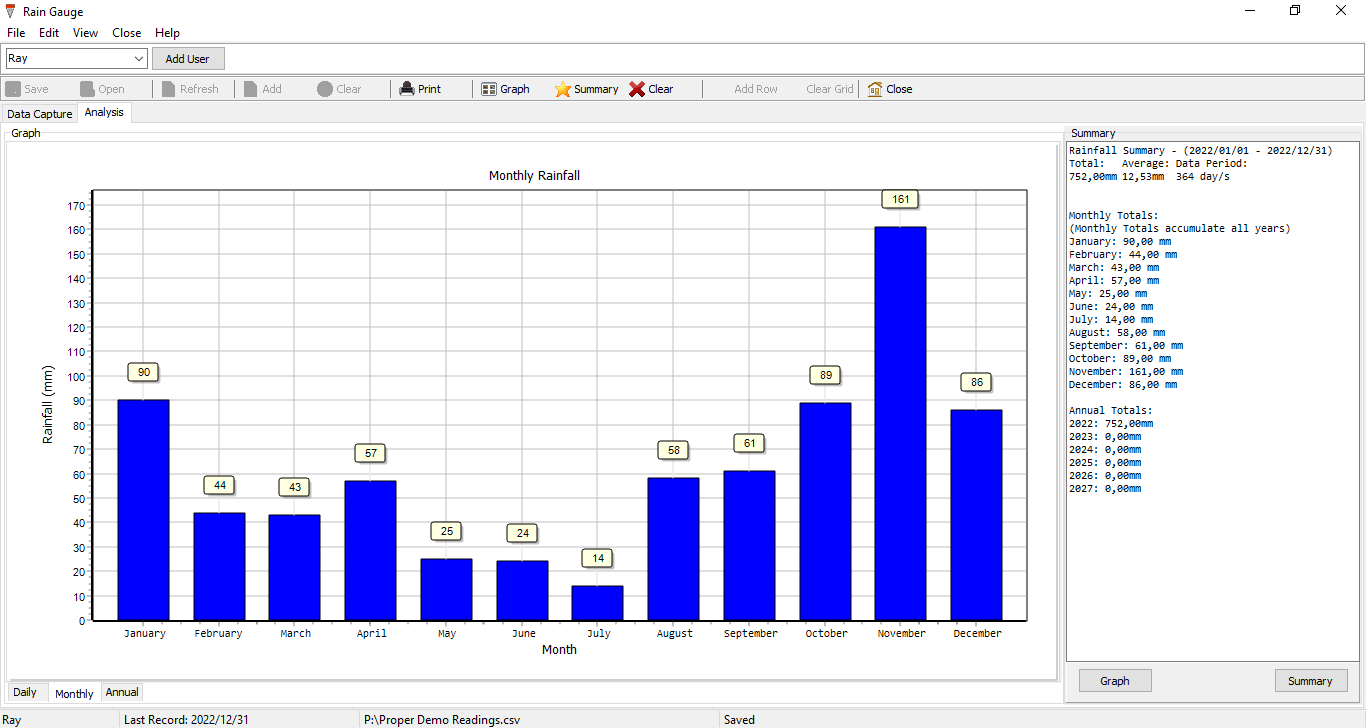 Rain Gauge
File Edit View Close Help
Ray Add User
Save Open Refresh Add Clear Print Graph Summary Clear Add Row Clear Grid Close
Data Capture Analysis
Graph
Monthly Rainfall
Rainfall (mm)
170
160
150
140
130
120
110
100
90
80
70
60
50
40
30
20
10
0
90 44 43 57 25 24 14 58 61 89 161 86
January February March April May June July August September October November December
Month
Daily Monthly Annual
Summary
Rainfall Summary - (2022/01/01 - 2022/12/31)
Total: Average: Data Period:
752,00mm 12,53mm 364 day/s
Monthly Totals:
(Monthly Totals accumulate all years)
January: 90,00 mm
February: 44,00 mm
March: 43,00 mm
April: 57,00 mm
May: 25,00 mm
June: 24,00 mm
July: 14,00 mm
August: 58,00 mm
September: 61,00 mm
October: 89,00 mm
November: 161,00 mm
December: 86,00 mm
Annual Totals:
2022: 752,00mm
2023: 0,00mm
2024: 0,00mm
2025: 0,00mm
2026: 0,00mm
2027: 0,00mm
Graph Summary
Ray Last Record: 2022/12/31 P:\Proper Demo Readings.csv Saved